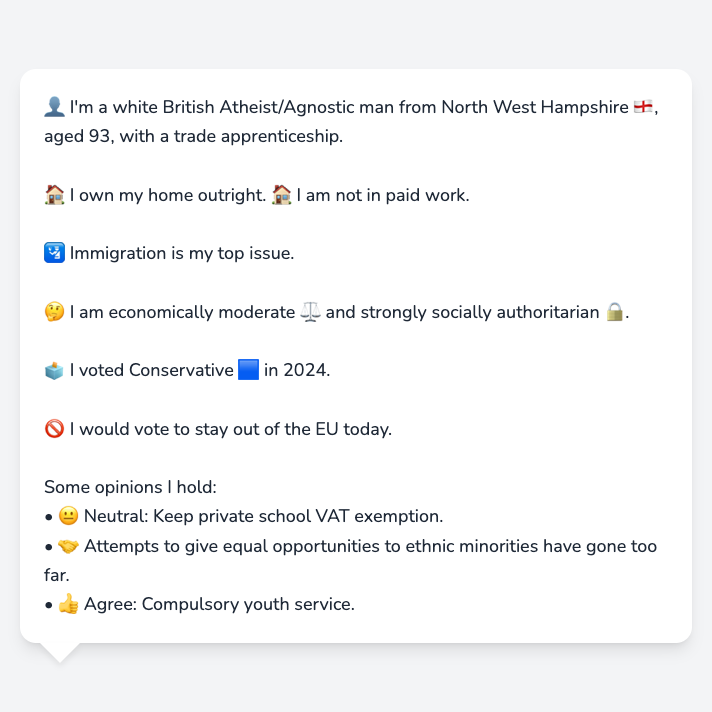 👤 I'm a white British Atheist/Agnostic man from North West Hampshire 🏴󠁧󠁢󠁥󠁮󠁧󠁿,
aged 93, with a trade apprenticeship.
🏠 I own my home outright. 🏠 I am not in paid work.
🛂 Immigration is my top issue.
🤔 I am economically moderate ⚖️ and strongly socially authoritarian 🔒.
🗳️ I voted Conservative 🟦 in 2024.
🚫 I would vote to stay out of the EU today.
Some opinions I hold:
• 😐 Neutral: Keep private school VAT exemption.
• 🤝 Attempts to give equal opportunities to ethnic minorities have gone too
far.
• 👍 Agree: Compulsory youth service.